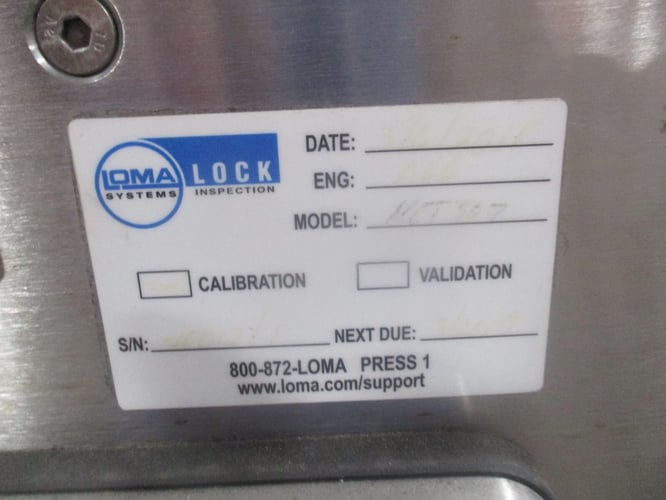 LOMA SYSTEMS LOCK INSPECTION
DATE:
ENG:
MODEL:
CALIBRATION VALIDATION
S/N: NEXT DUE:
800-872-LOMA PRESS 1
www.loma.com/support